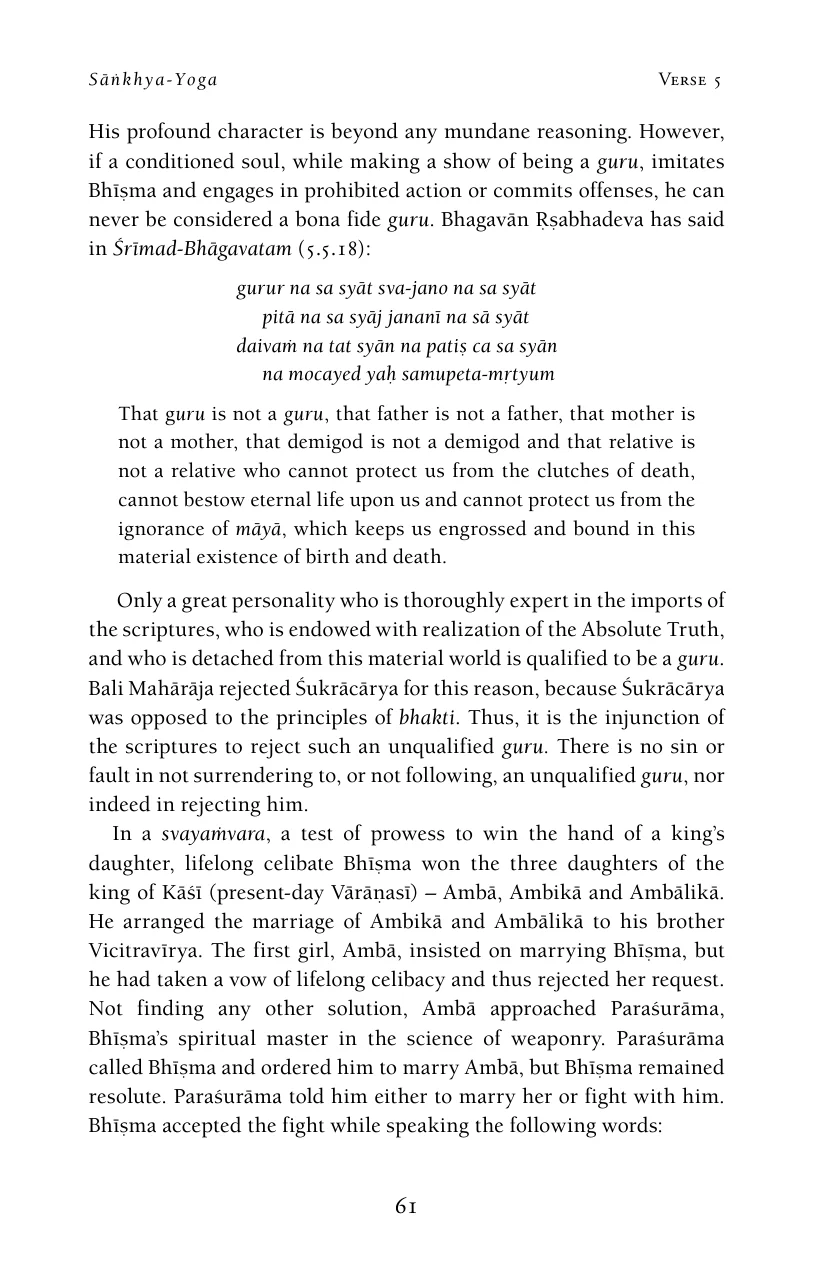 Sāṅkhya-Yoga Verse 5
His profound character is beyond any mundane reasoning. However,
if a conditioned soul, while making a show of being a guru, imitates
Bhīṣma and engages in prohibited action or commits offenses, he can
never be considered a bona fide guru. Bhagavān Ṛṣabhadeva has said
in Śrīmad-Bhāgavatam (5.5.18):
gurur na sa syāt sva-jano na sa syāt
pitā na sa syāj jananī na sā syāt
daivaṁ na tat syān na patiṣ ca sa syān
na mocayed yaḥ samupeta-mṛtyum
That guru is not a guru, that father is not a father, that mother is
not a mother, that demigod is not a demigod and that relative is
not a relative who cannot protect us from the clutches of death,
cannot bestow eternal life upon us and cannot protect us from the
ignorance of māyā, which keeps us engrossed and bound in this
material existence of birth and death.
Only a great personality who is thoroughly expert in the imports of
the scriptures, who is endowed with realization of the Absolute Truth,
and who is detached from this material world is qualified to be a guru.
Bali Mahārāja rejected Śukrācārya for this reason, because Śukrācārya
was opposed to the principles of bhakti. Thus, it is the injunction of
the scriptures to reject such an unqualified guru. There is no sin or
fault in not surrendering to, or not following, an unqualified guru, nor
indeed in rejecting him.
In a svayaṁvara, a test of prowess to win the hand of a king's
daughter, lifelong celibate Bhīṣma won the three daughters of the
king of Kāśī (present-day Vārāṇasī) – Ambā, Ambikā and Ambālikā.
He arranged the marriage of Ambikā and Ambālikā to his brother
Vicitravīrya. The first girl, Ambā, insisted on marrying Bhīṣma, but
he had taken a vow of lifelong celibacy and thus rejected her request.
Not finding any other solution, Ambā approached Paraśurāma,
Bhīṣma's spiritual master in the science of weaponry. Paraśurāma
called Bhīṣma and ordered him to marry Ambā, but Bhīṣma remained
resolute. Paraśurāma told him either to marry her or fight with him.
Bhīṣma accepted the fight while speaking the following words:
61